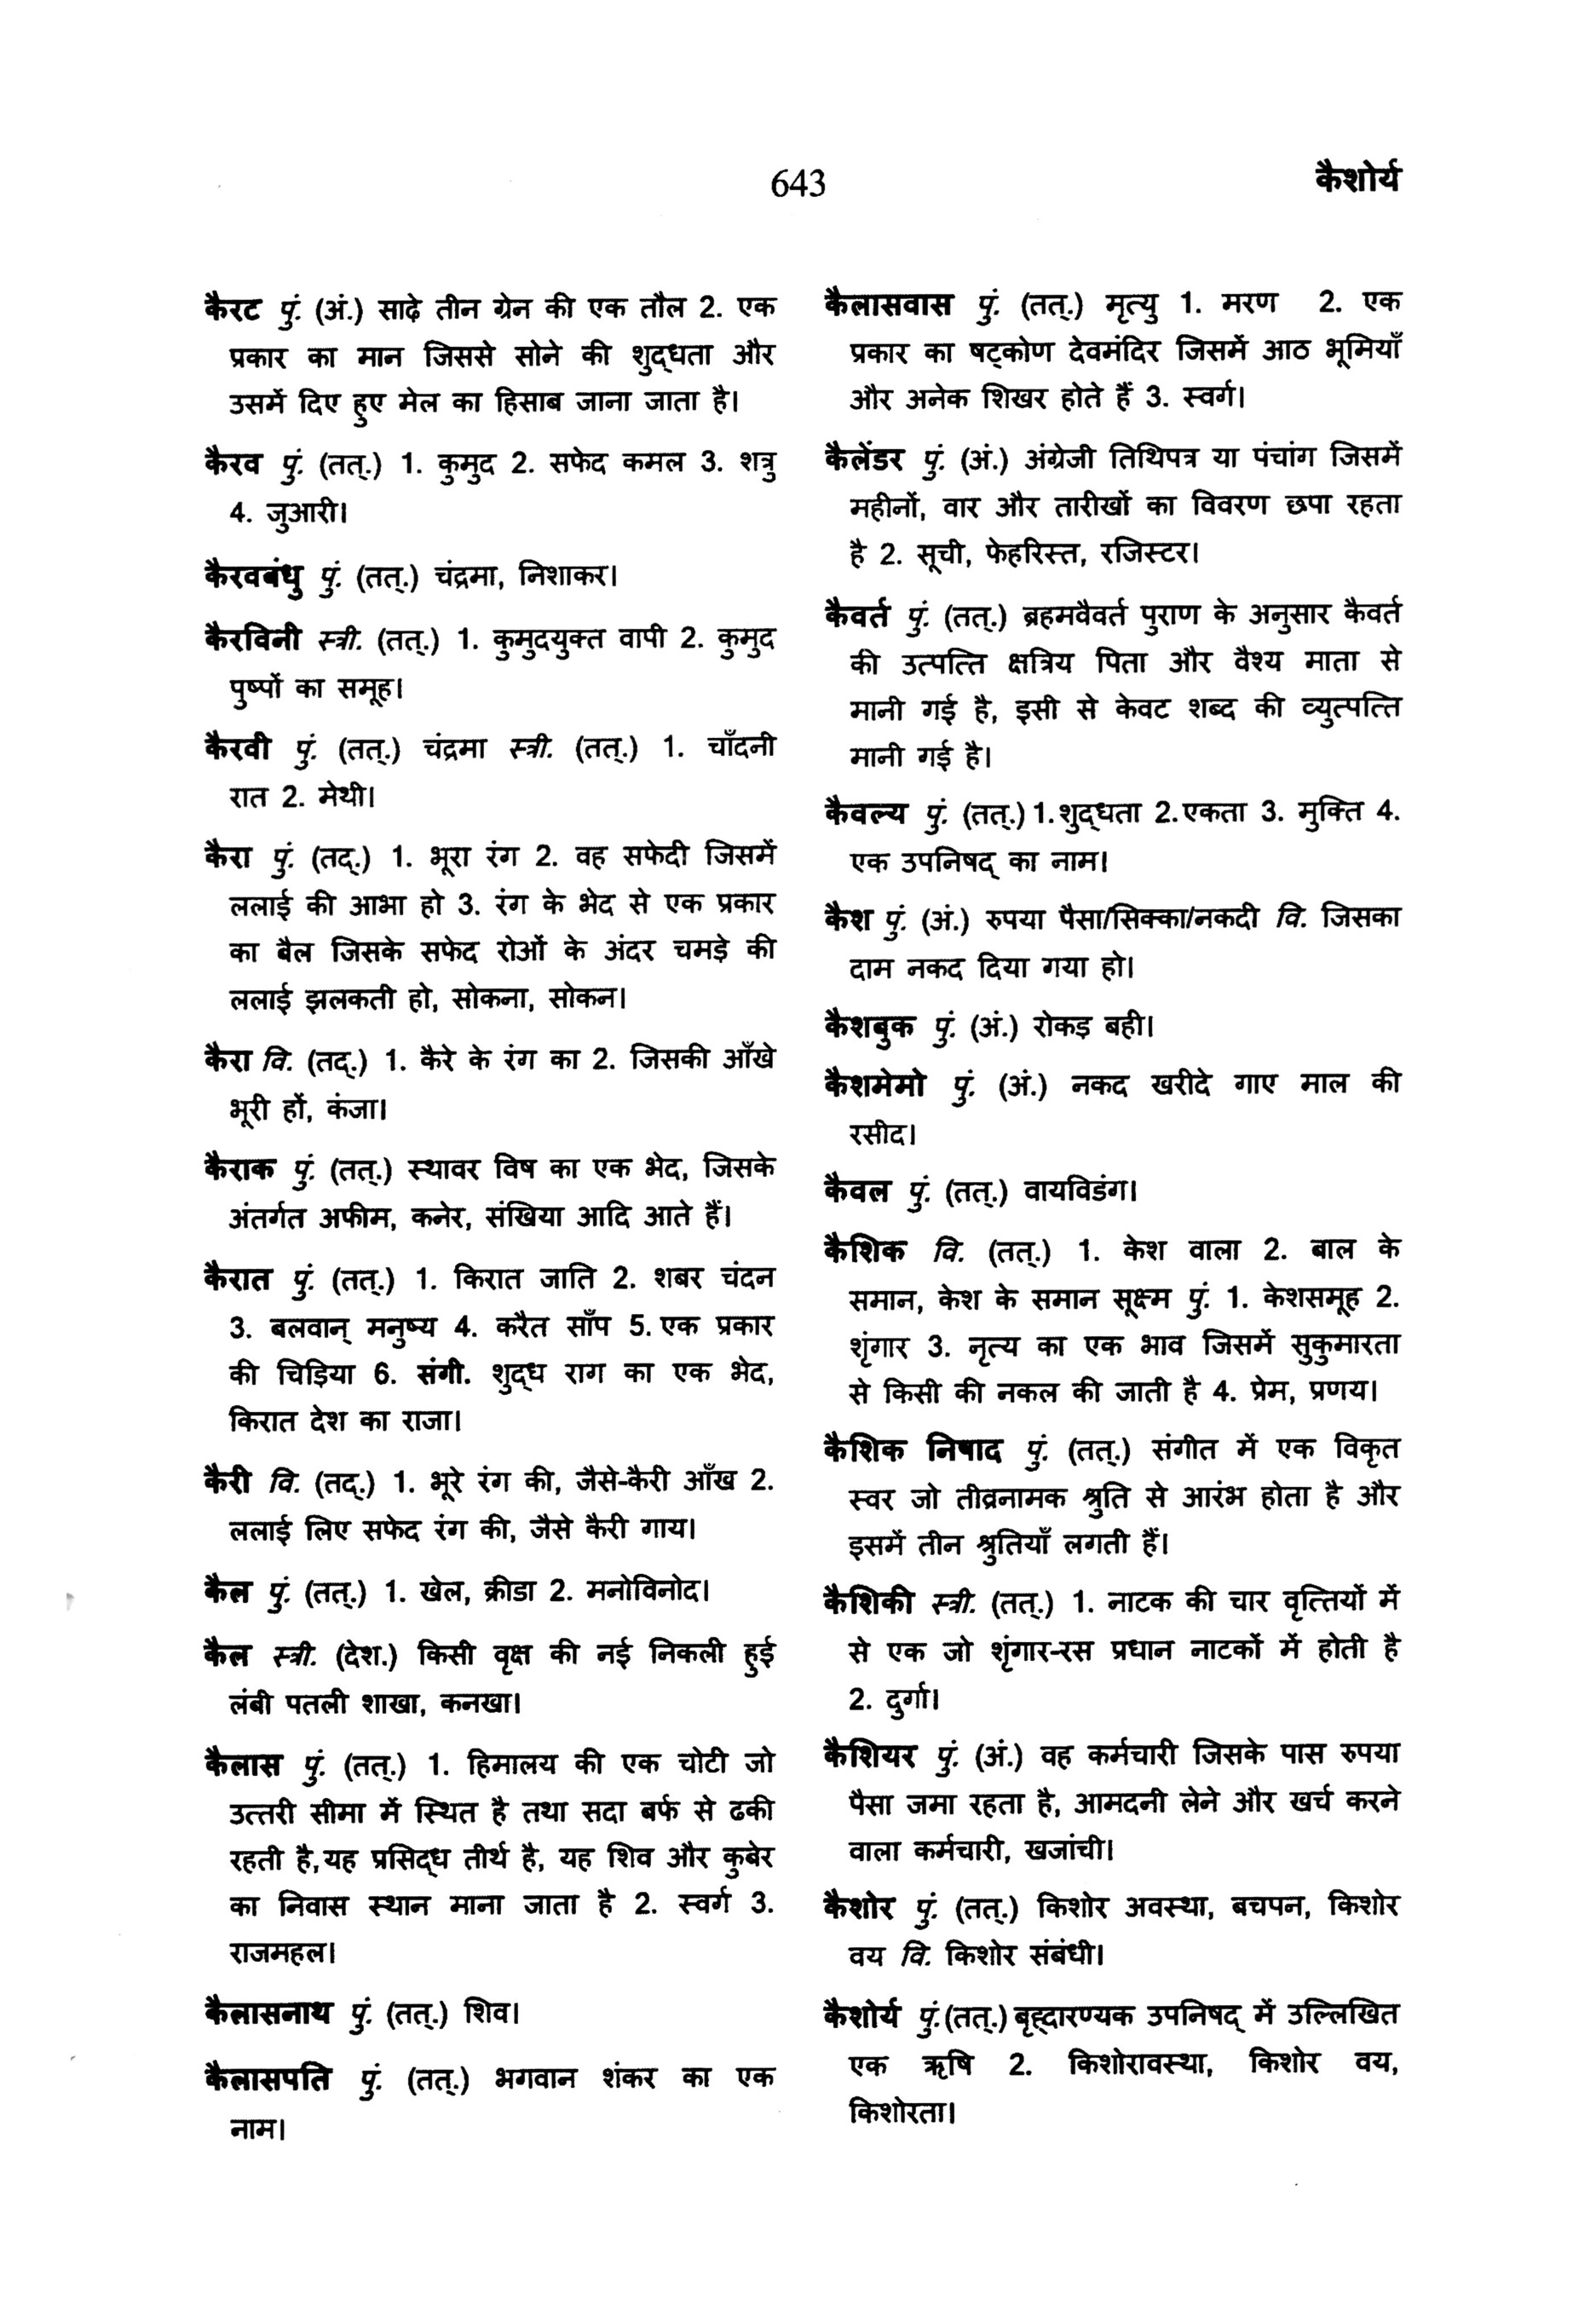 643
कैशोर्य
कैरट पुं. (अं.) साढ़े तीन ग्रेन की एक तौल 2. एक
प्रकार का मान जिससे सोने की शुद्धता और
उसमें दिए हुए मेल का हिसाब जाना जाता है।
कैरव पुं. (तत्.) 1. कुमुद 2. सफेद कमल 3. शत्रु
4. जुआरी।
कैरवबंधु पुं. (तत्.) चंद्रमा, निशाकर।
कैरविनी स्त्री. (तत्.) 1. कुमुदयुक्त वापी 2. कुमुद
पुष्पों का समूह।
कैरवी पुं. (तत्.) चंद्रमा स्त्री. (तत्.) 1. चाँदनी
रात 2. मेथी।
कैरा पुं. (तद्.) 1. भूरा रंग 2. वह सफेदी जिसमें
ललाई की आभा हो 3. रंग के भेद से एक प्रकार
का बैल जिसके सफेद रोओं के अंदर चमड़े की
ललाई झलकती हो, सोकना, सोकन।
कैरा वि. (तद्.) 1. कैरे के रंग का 2. जिसकी आँखे
भूरी हों, कंजा।
कैराक पुं. (तत्.) स्थावर विष का एक भेद, जिसके
अंतर्गत अफीम, कनेर, संखिया आदि आते हैं।
कैरात पुं. (तत्.) 1. किरात जाति 2. शबर चंदन
3. बलवान् मनुष्य 4. करैत साँप 5. एक प्रकार
की चिड़िया 6. संगी. शुद्ध राग का एक भेद,
किरात देश का राजा।
कैरी वि. (तद्.) 1. भूरे रंग की, जैसे-कैरी आँख 2.
ललाई लिए सफेद रंग की, जैसे कैरी गाय।
कैल पुं. (तत्.) 1. खेल, क्रीडा 2. मनोविनोद।
कैल स्त्री. (देश.) किसी वृक्ष की नई निकली हुई
लंबी पतली शाखा, कनखा।
कैलास पुं. (तत्.) 1. हिमालय की एक चोटी जो
उत्तरी सीमा में स्थित है तथा सदा बर्फ से ढकी
रहती है,यह प्रसिद्ध तीर्थ है, यह शिव और कुबेर
का निवास स्थान माना जाता है 2. स्वर्ग 3.
राजमहल।
कैलासनाथ पुं. (तत्.) शिव।
कैलासपति पुं. (तत्.) भगवान शंकर का एक
नाम।
कैलासवास पुं. (तत्.) मृत्यु 1. मरण 2. एक
प्रकार का षट्कोण देवमंदिर जिसमें आठ भूमियाँ
और अनेक शिखर होते हैं 3. स्वर्ग।
कैलेंडर पुं. (अं.) अंग्रेजी तिथिपत्र या पंचांग जिसमें
महीनों, वार और तारीखों का विवरण छपा रहता
है 2. सूची, फेहरिस्त, रजिस्टर।
कैवर्त पुं. (तत्.) ब्रहमवैवर्त पुराण के अनुसार कैवर्त
की उत्पत्ति क्षत्रिय पिता और वैश्य माता से
मानी गई है, इसी से केवट शब्द की व्युत्पत्ति
मानी गई है।
कैवल्य पुं. (तत्.) 1. शुद्धता 2. एकता 3. मुक्ति 4.
एक उपनिषद् का नाम।
कैश पुं. (अं.) रुपया पैसा/सिक्का/नकदी वि. जिसका
दाम नकद दिया गया हो।
कैशबुक पुं. (अं.) रोकड़ बही।
कैशमेमो पुं. (अं.) नकद खरीदे गाए माल की
रसीद।
कैवल पुं. (तत्.) वायविडंग।
कैशिक वि. (तत्.) 1. केश वाला 2. बाल के
समान, केश के समान सूक्ष्म पुं. 1. केशसमूह 2.
शृंगार 3. नृत्य का एक भाव जिसमें सुकुमारता
से किसी की नकल की जाती है 4. प्रेम, प्रणय।
कैशिक निषाद पुं. (तत्.) संगीत में एक विकृत
स्वर जो तीव्रनामक श्रुति से आरंभ होता है और
इसमें तीन श्रुतियाँ लगती हैं।
कैशिकी स्त्री. (तत्.) 1. नाटक की चार वृत्तियों में
से एक जो शृंगार-रस प्रधान नाटकों में होती है
2. दुर्गा।
कैशियर पुं. (अं.) वह कर्मचारी जिसके पास रुपया
पैसा जमा रहता है, आमदनी लेने और खर्च करने
वाला कर्मचारी, खजांची।
कैशोर पुं. (तत्.) किशोर अवस्था, बचपन, किशोर
वय वि. किशोर संबंधी।
कैशोर्य पुं. (तत्.) बृह्दारण्यक उपनिषद् में उल्लिखित
एक ऋषि 2. किशोरावस्था, किशोर वय,
किशोरता।